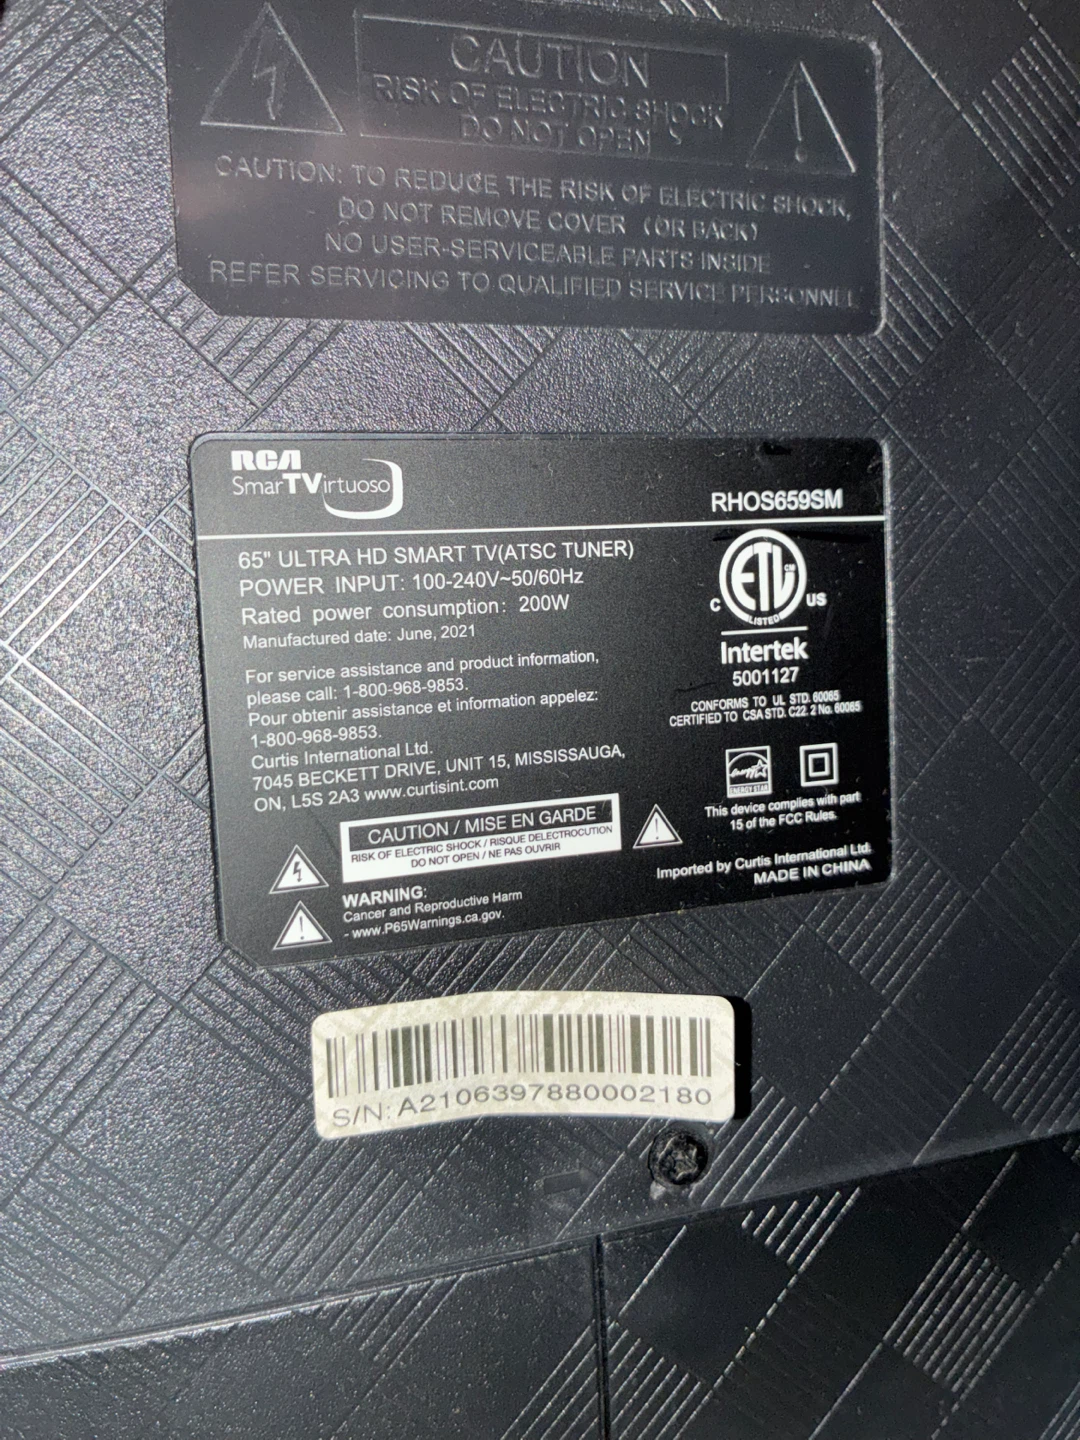 CAUTION
RISK OF ELECTRIC SHOCK
DO NOT OPEN
CAUTION: TO REDUCE THE RISK OF ELECTRIC SHOCK,
DO NOT REMOVE COVER (OR BACK)
NO USER-SERVICEABLE PARTS INSIDE
REFER SERVICING TO QUALIFIED SERVICE PERSONNEL
RCA
SmarTVirtuoso
RHOS659SM
65" ULTRA HD SMART TV(ATSC TUNER)
POWER INPUT: 100-240V~50/60Hz
Rated power consumption: 200W
Manufactured date: June, 2021
For service assistance and product information,
please call: 1-800-968-9853.
Pour obtenir assistance et information appelez:
1-800-968-9853.
Curtis International Ltd.
7045 BECKETT DRIVE, UNIT 15, MISSISSAUGA,
ON, L5S 2A3 www.curtisint.com
C ETL CM US
LISTED
Intertek
5001127
CONFORMS TO UL STD. 60065
CERTIFIED TO CSA STD. C22. 2 No. 60065
energy
ENERGY STAR
This device complies with part
15 of the FCC Rules.
Imported by Curtis International Ltd.
MADE IN CHINA
CAUTION / MISE EN GARDE
RISK OF ELECTRIC SHOCK / RISQUE DELECTROCUTION
DO NOT OPEN / NE PAS OUVRIR
WARNING:
Cancer and Reproductive Harm
- www.P65Warnings.ca.gov.
S/N: A2106397880002180